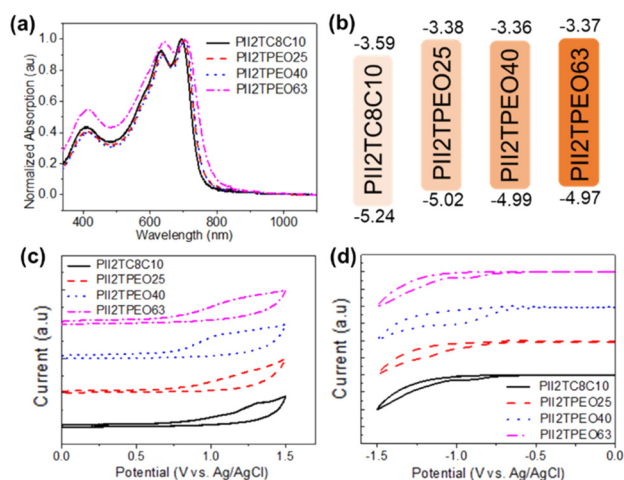 (a)
PII2TC8C10
PII2TPEO25
PII2TPEO40
PII2TPEO63
1.0
0.8
0.6
0.4
0.2
0.0
Normalized Absorption (au)
400 600 800 1000
Wavelength (nm)
(b)
-3.59 -3.38 -3.36 -3.37
PII2TC8C10
PII2TPEO25
PII2TPEO40
PII2TPEO63
-5.24 -5.02 -4.99 -4.97
(c)
PII2TC8C10
PII2TPEO25
PII2TPEO40
PII2TPEO63
Current (a.u)
0.0 0.5 1.0 1.5
Potential (V vs. Ag/AgCl)
(d)
Current (a.u)
PII2TC8C10
PII2TPEO25
PII2TPEO40
PII2TPEO63
-1.5 -1.0 -0.5 0.0
Potential (V vs. Ag/AgCl)